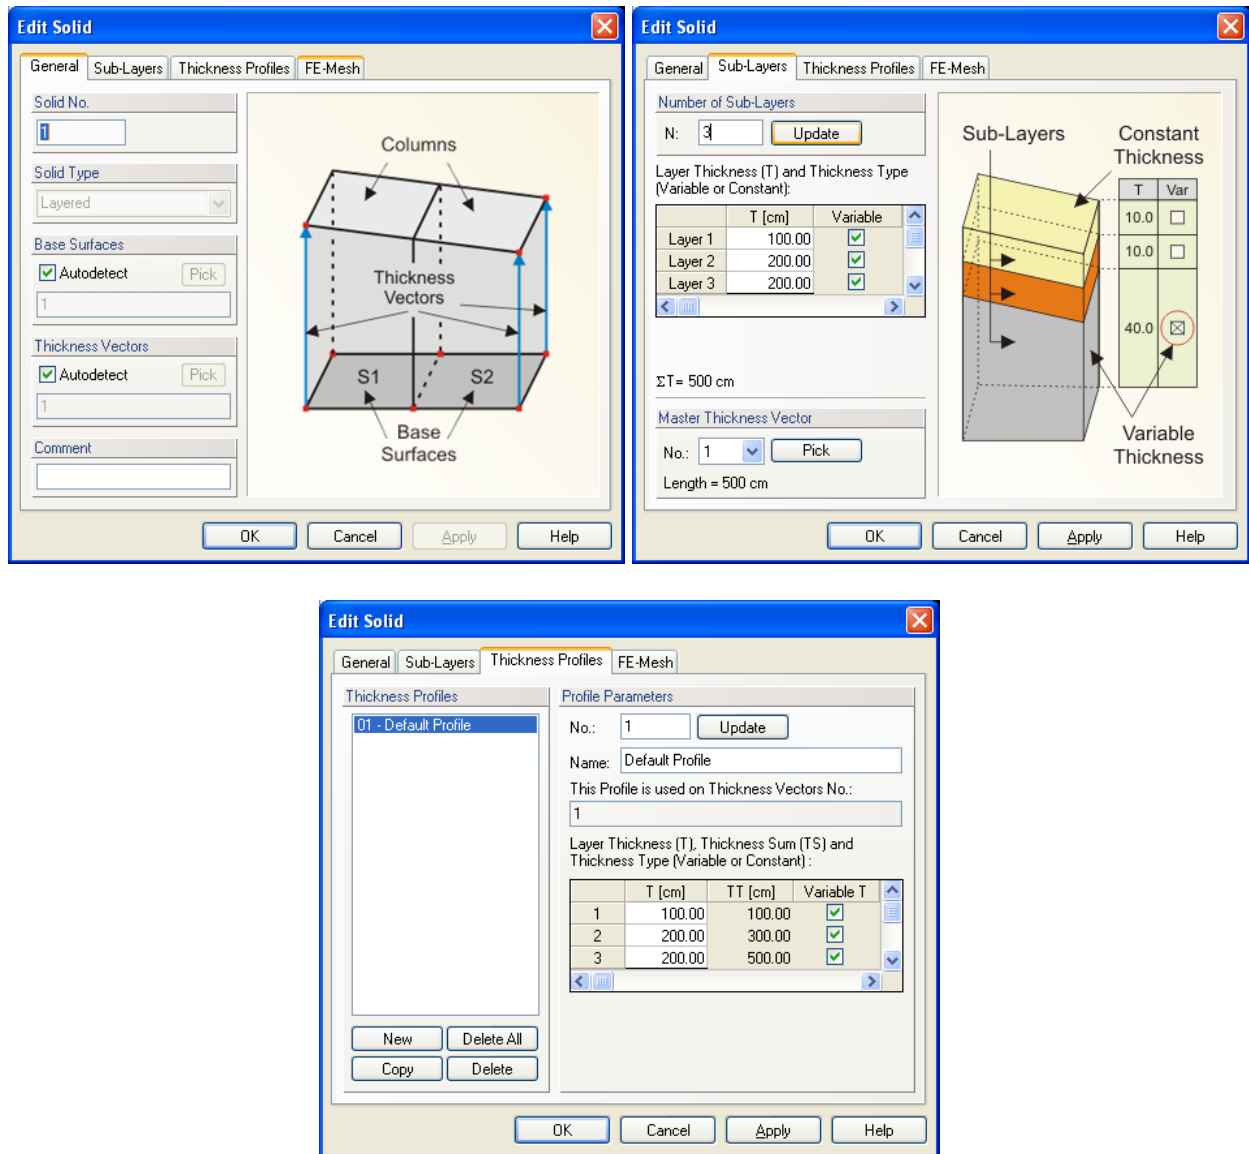 Edit Solid
General Sub-Layers Thickness Profiles FE-Mesh
Solid No.
1
Solid Type
Layered
Base Surfaces
Autodetect Pick
1
Thickness Vectors
Autodetect Pick
1
Comment
Columns
Thickness
Vectors
S1 S2
Base
Surfaces
OK Cancel Apply Help
Edit Solid
General Sub-Layers Thickness Profiles FE-Mesh
Number of Sub-Layers
N: 3 Update
Layer Thickness (T) and Thickness Type
(Variable or Constant):
T [cm] Variable
Layer 1 100.00
Layer 2 200.00
Layer 3 200.00
ΣT= 500 cm
Master Thickness Vector
No.: 1 Pick
Length = 500 cm
Sub-Layers Constant
Thickness
T Var
10.0
10.0
40.0
Variable
Thickness
OK Cancel Apply Help
Edit Solid
General Sub-Layers Thickness Profiles FE-Mesh
Thickness Profiles
01 - Default Profile
New Delete All
Copy Delete
Profile Parameters
No.: 1 Update
Name: Default Profile
This Profile is used on Thickness Vectors No.:
1
Layer Thickness (T), Thickness Sum (TS) and
Thickness Type (Variable or Constant) :
T [cm] TT [cm] Variable T
1 100.00 100.00
2 200.00 300.00
3 200.00 500.00
OK Cancel Apply Help